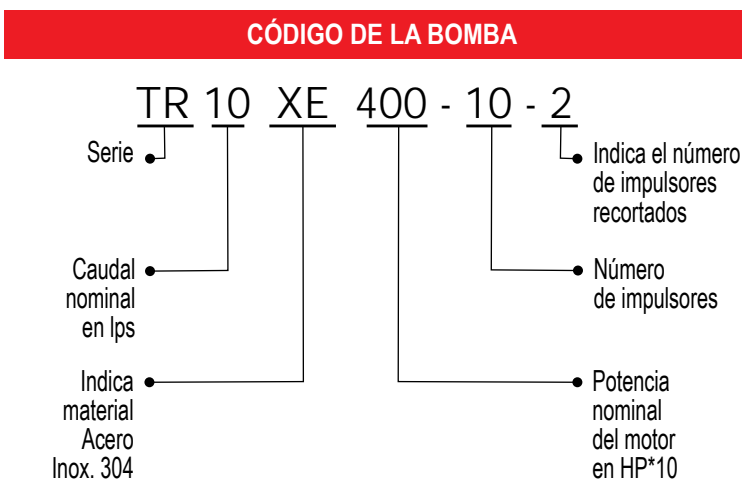 CÓDIGO DE LA BOMBA
TR 10 XE 400 - 10 - 2
Serie
Indica el número
de impulsores
recortados
Caudal
nominal
en lps
Número
de impulsores
Indica
material
Acero
Inox. 304
Potencia
nominal
del motor
en HP*10